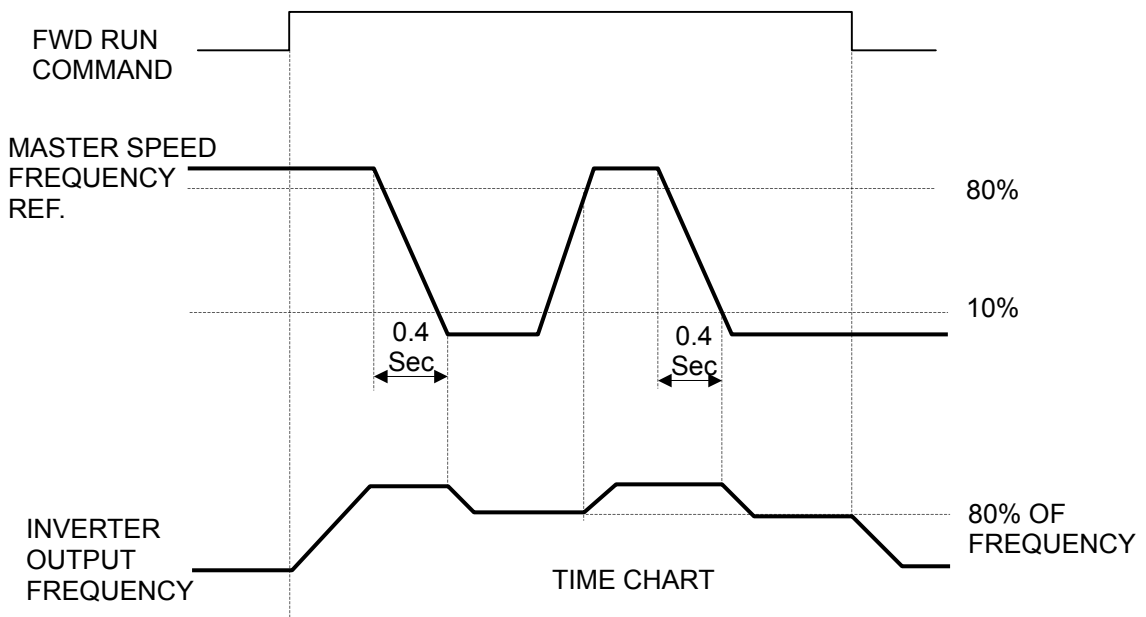 FWD RUN
COMMAND
MASTER SPEED
FREQUENCY
REF.
80%
10%
0.4
Sec
0.4
Sec
INVERTER
OUTPUT
FREQUENCY
80% OF
FREQUENCY
TIME CHART